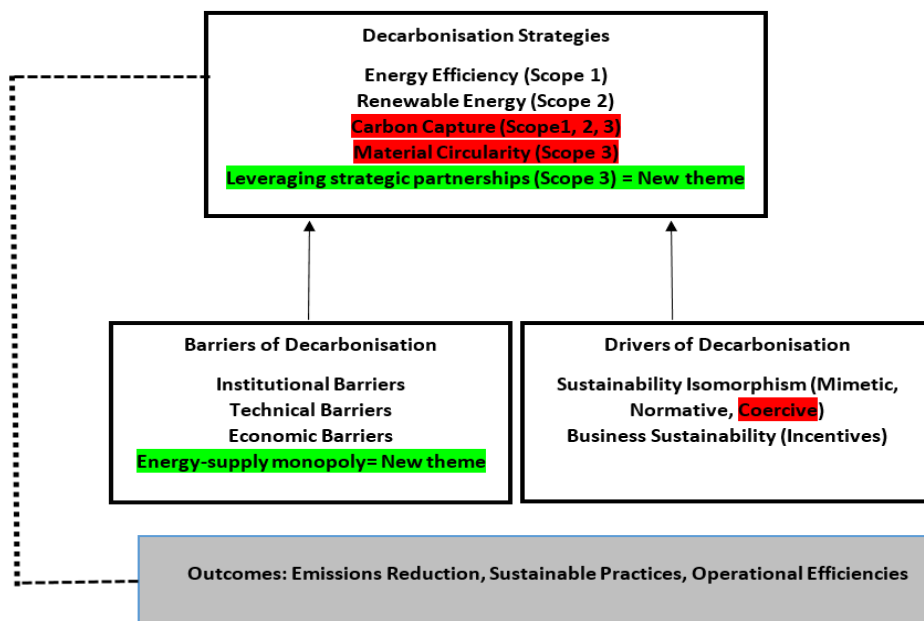 Decarbonisation Strategies
Energy Efficiency (Scope 1)
Renewable Energy (Scope 2)
Carbon Capture (Scope1, 2, 3)
Material Circularity (Scope 3)
Leveraging strategic partnerships (Scope 3) = New theme
Barriers of Decarbonisation
Institutional Barriers
Technical Barriers
Economic Barriers
Energy-supply monopoly= New theme
Drivers of Decarbonisation
Sustainability Isomorphism (Mimetic,
Normative, Coercive)
Business Sustainability (Incentives)
Outcomes: Emissions Reduction, Sustainable Practices, Operational Efficiencies